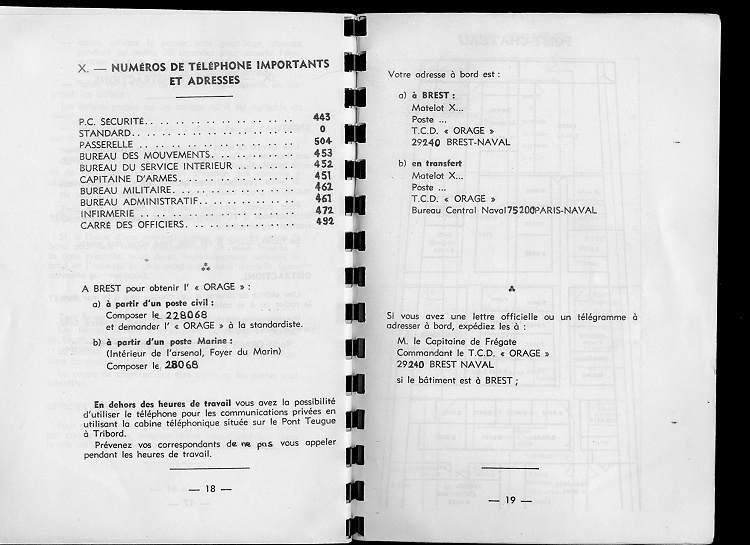 X. — NUMÉROS DE TÉLÉPHONE IMPORTANTS
ET ADRESSES
P.C. SÉCURITÉ. . . . . . . . . . . . . . . . . . 443
STANDARD. . . . . . . . . . . . . . . . . . . 0
PASSERELLE . . . . . . . . . . . . . . . . . . 504
BUREAU DES MOUVEMENTS. . . . . . . . . 453
BUREAU DU SERVICE INTERIEUR . . . . . . . 452
CAPITAINE D'ARMES. . . . . . . . . . . . . 451
BUREAU MILITAIRE. . . . . . . . . . . . . . 462
BUREAU ADMINISTRATIF. . . . . . . . . . . 461
INFIRMERIE . . . . . . . . . . . . . . . . . 472
CARRÉ DES OFFICIERS. . . . . . . . . . . . 492
A BREST pour obtenir l' « ORAGE » :
a) à partir d'un poste civil :
Composer le 228068
et demander l' « ORAGE » à la standardiste.
b) à partir d'un poste Marine :
(Intérieur de l'arsenal, Foyer du Marin)
Composer le 28068
En dehors des heures de travail vous avez la possibilité
d'utiliser le téléphone pour les communications privées en
utilisant la cabine téléphonique située sur le Pont Teugue
à Tribord.
Prévenez vos correspondants de ne pas vous appeler
pendant les heures de travail.
— 18 —
Votre adresse à bord est :
a) à BREST :
Matelot X...
Poste ...
T.C.D. « ORAGE »
29240 BREST-NAVAL
b) en transfert
Matelot X...
Poste ...
T.C.D. « ORAGE »
Bureau Central Naval 75200 PARIS-NAVAL
Si vous avez une lettre officielle ou un télégramme à
adresser à bord, expédiez les à :
M. le Capitaine de Frégate
Commandant le T.C.D. « ORAGE »
29240 BREST NAVAL
si le bâtiment est à BREST ;
— 19 —